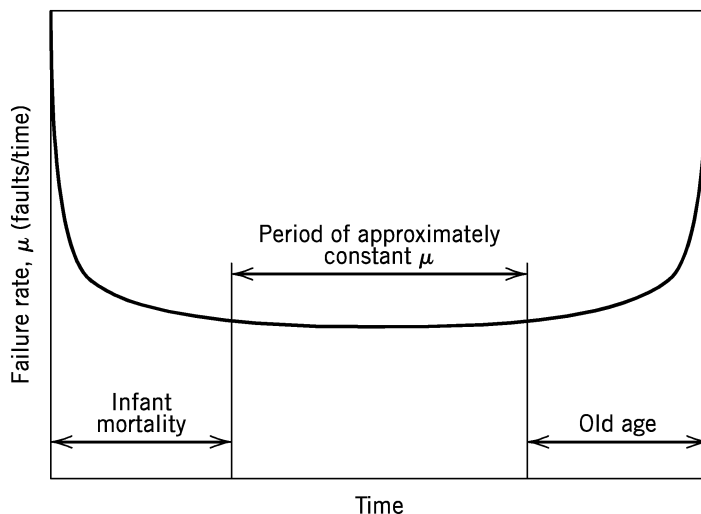 Failure rate, μ (faults/time)
Period of approximately
constant μ
Infant
mortality
Old age
Time